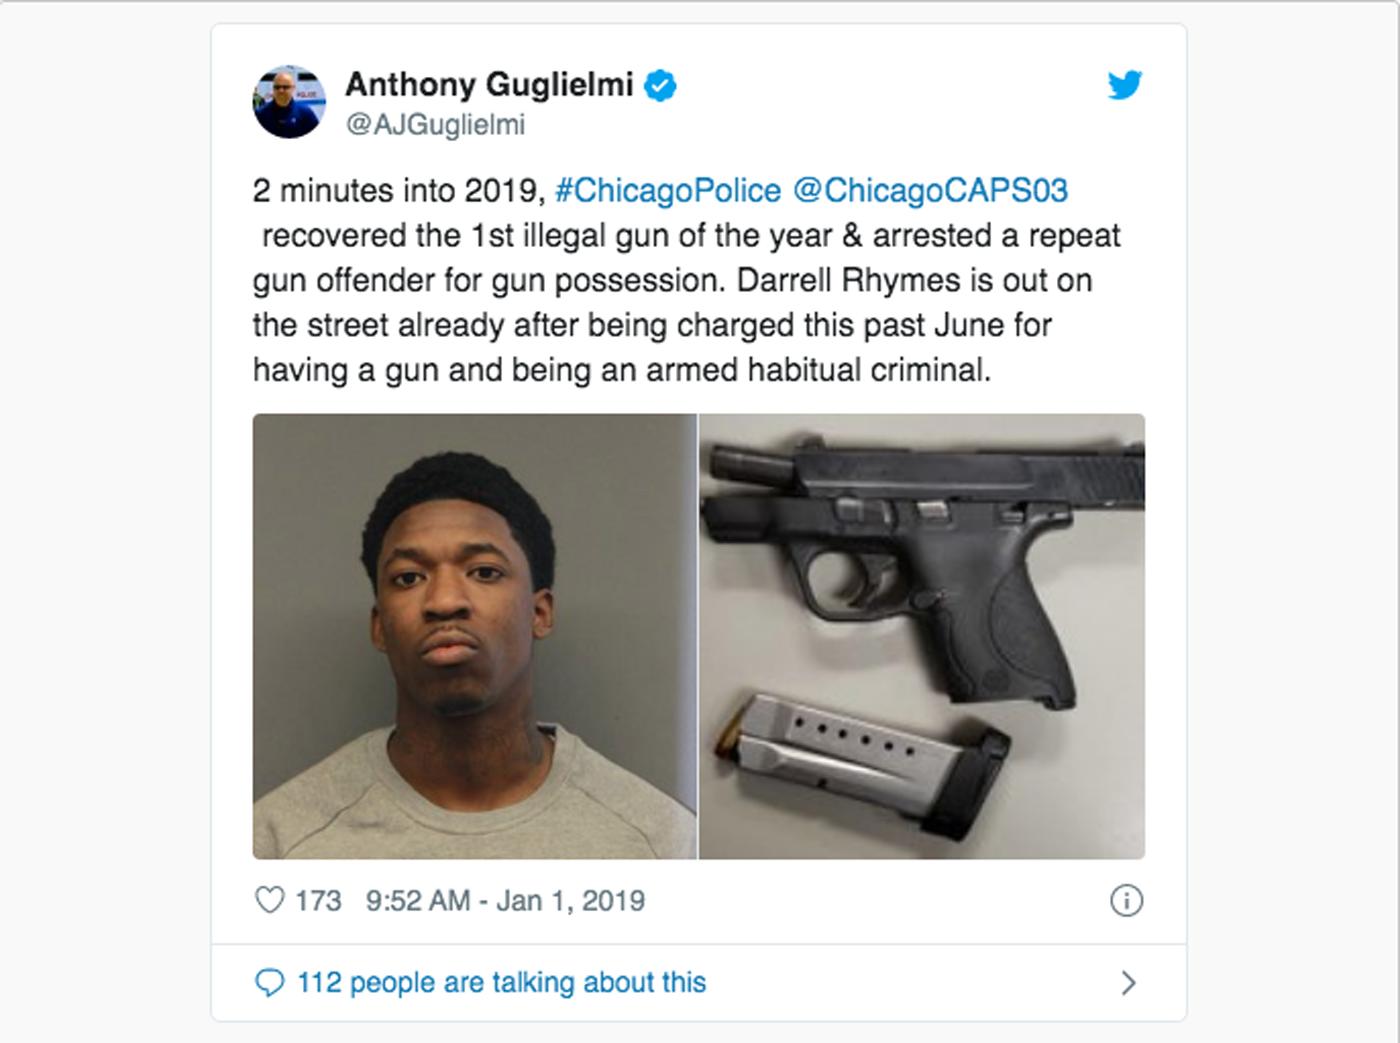 Anthony Guglielmi
@AJGuglielmi
2 minutes into 2019, #ChicagoPolice @ChicagoCAPS03
recovered the 1st illegal gun of the year & arrested a repeat
gun offender for gun possession. Darrell Rhymes is out on
the street already after being charged this past June for
having a gun and being an armed habitual criminal.
173 9:52 AM - Jan 1, 2019
112 people are talking about this